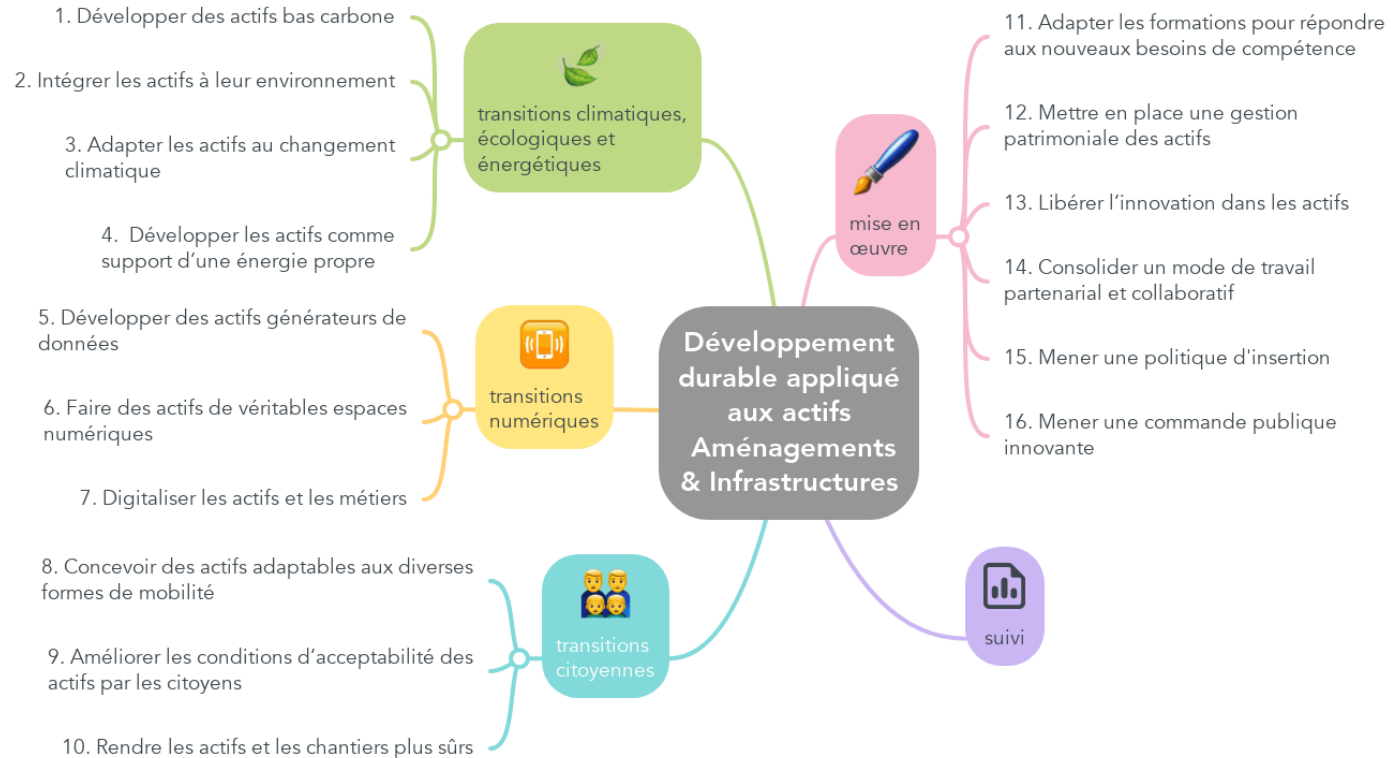 1. Développer des actifs bas carbone
2. Intégrer les actifs à leur environnement
3. Adapter les actifs au changement
climatique
4. Développer les actifs comme
support d’une énergie propre
transitions climatiques,
écologiques et
énergétiques
5. Développer des actifs générateurs de
données
6. Faire des actifs de véritables espaces
numériques
7. Digitaliser les actifs et les métiers
transitions
numériques
8. Concevoir des actifs adaptables aux diverses
formes de mobilité
9. Améliorer les conditions d’acceptabilité des
actifs par les citoyens
10. Rendre les actifs et les chantiers plus sûrs
transitions
citoyennes
Développement
durable appliqué
aux actifs
Aménagements
& Infrastructures
mise en
œuvre
11. Adapter les formations pour répondre
aux nouveaux besoins de compétence
12. Mettre en place une gestion
patrimoniale des actifs
13. Libérer l’innovation dans les actifs
14. Consolider un mode de travail
partenarial et collaboratif
15. Mener une politique d'insertion
16. Mener une commande publique
innovante
suivi